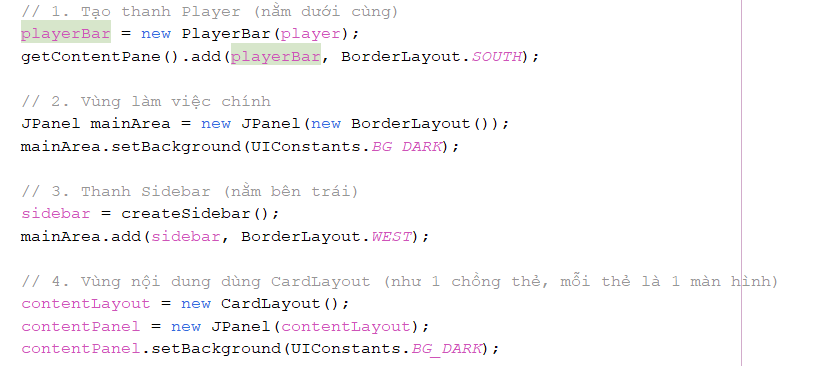 // 1. Tạo thanh Player (nằm dưới cùng)
playerBar = new PlayerBar(player);
getContentPane().add(playerBar, BorderLayout.SOUTH);
// 2. Vùng làm việc chính
JPanel mainArea = new JPanel(new BorderLayout());
mainArea.setBackground(UIConstants.BG_DARK);
// 3. Thanh Sidebar (nằm bên trái)
sidebar = createSidebar();
mainArea.add(sidebar, BorderLayout.WEST);
// 4. Vùng nội dung dùng CardLayout (như 1 chồng thẻ, mỗi thẻ là 1 màn hình)
contentLayout = new CardLayout();
contentPanel = new JPanel(contentLayout);
contentPanel.setBackground(UIConstants.BG_DARK);